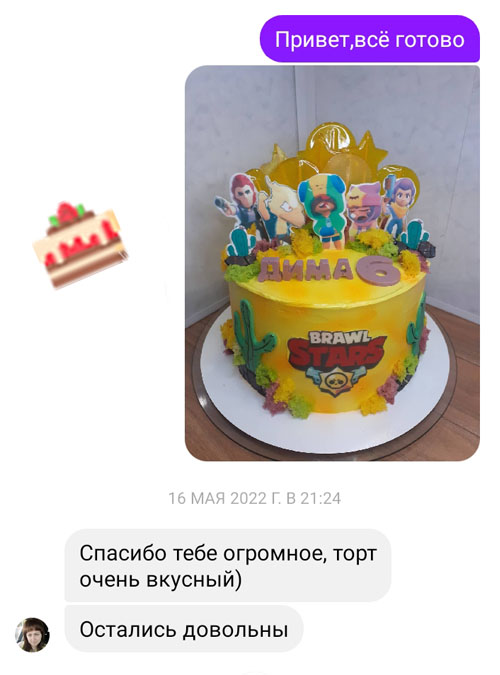 Привет,всё готово
ДИМА 6
BRAWL
STARS
16 МАЯ 2022 Г. В 21:24
Спасибо тебе огромное, торт
очень вкусный)
Остались довольны